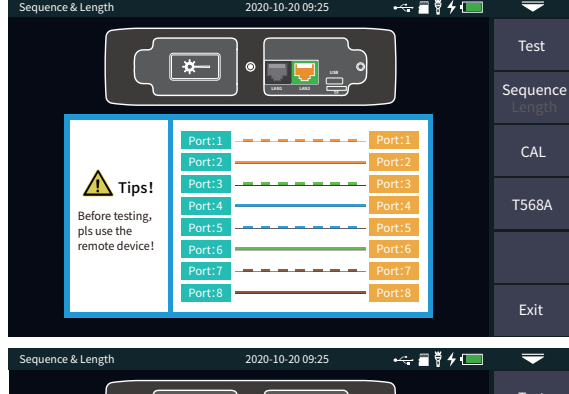 Sequence & Length 2020-10-20 09:25
Test
USB
LAN1 LAN2
Sequence
Length
Port:1 Port:1
Port:2 Port:2
Port:3 Port:3
Port:4 Port:4
Port:5 Port:5
Port:6 Port:6
Port:7 Port:7
Port:8 Port:8
Tips!
Before testing,
pls use the
remote device!
CAL
T568A
Exit
Sequence & Length 2020-10-20 09:25